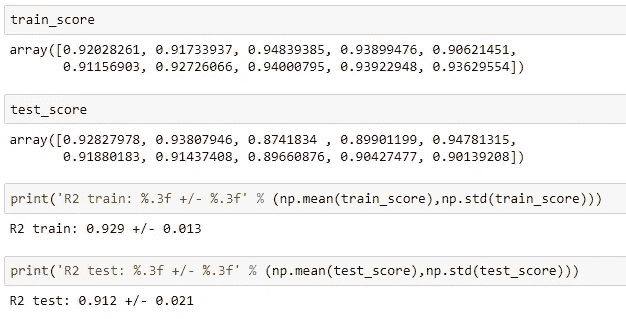 train_score
array([0.92028261, 0.91733937, 0.94839385, 0.93899476, 0.90621451,
0.91156903, 0.92726066, 0.94000795, 0.93922948, 0.93629554])
test_score
array([0.92827978, 0.93807946, 0.8741834 , 0.89901199, 0.94781315,
0.91880183, 0.91437408, 0.89660876, 0.90427477, 0.90139208])
print('R2 train: %.3f +/- %.3f' % (np.mean(train_score),np.std(train_score)))
R2 train: 0.929 +/- 0.013
print('R2 test: %.3f +/- %.3f' % (np.mean(test_score),np.std(test_score)))
R2 test: 0.912 +/- 0.021